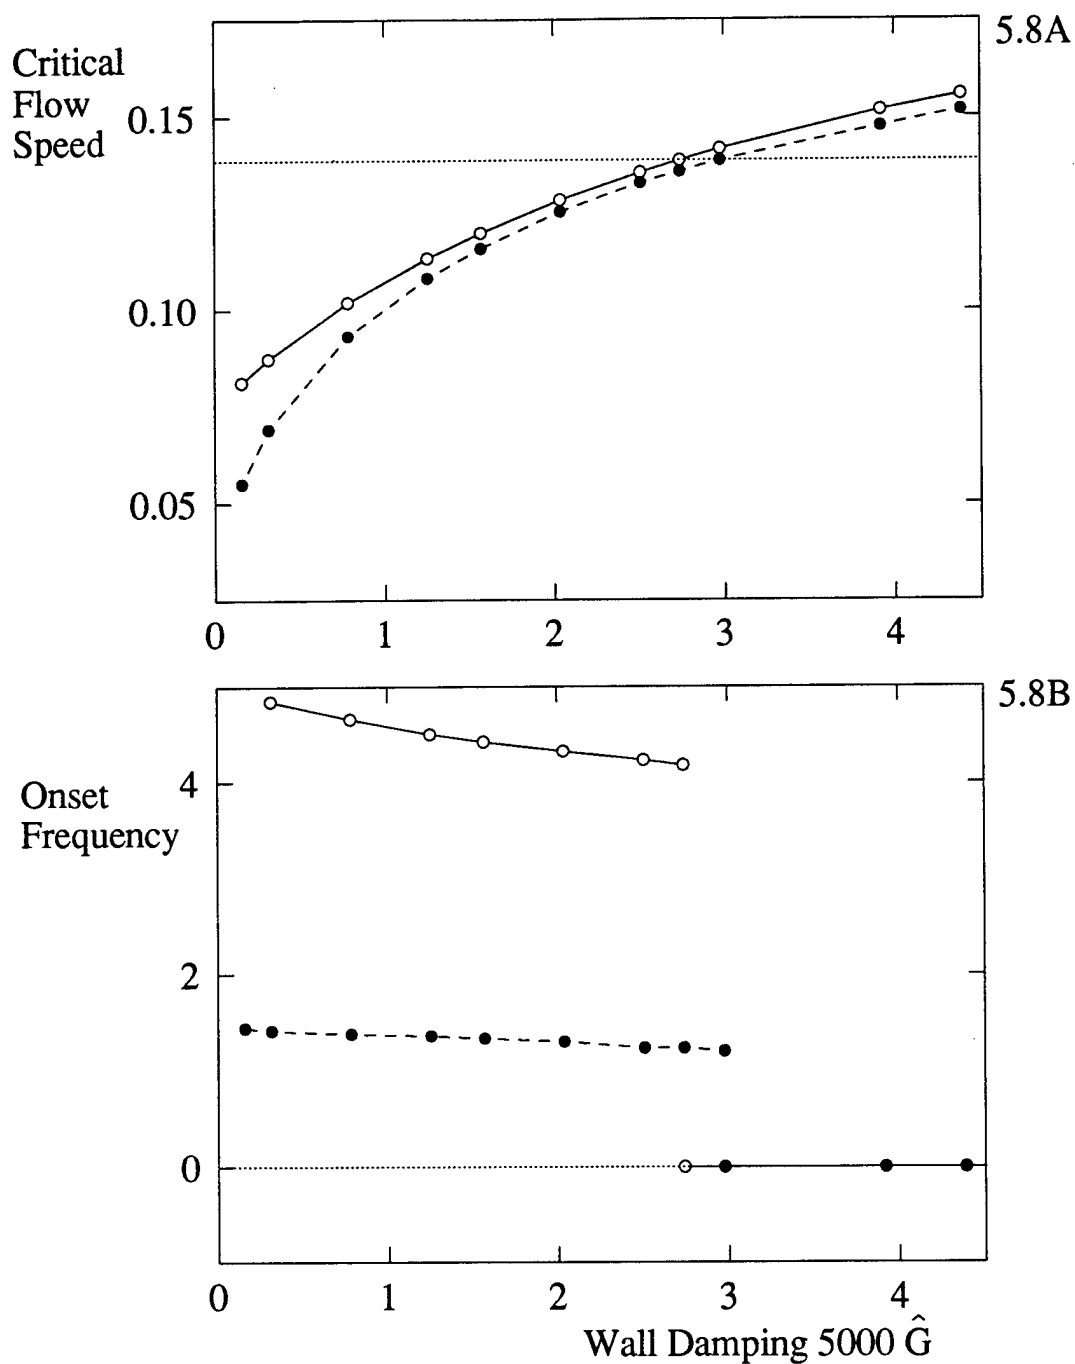 5.8A
Critical
Flow
Speed
0.15
0.10
0.05
0 1 2 3 4
5.8B
Onset
Frequency
4
2
0
0 1 2 3 4
Wall Damping 5000 Ĝ